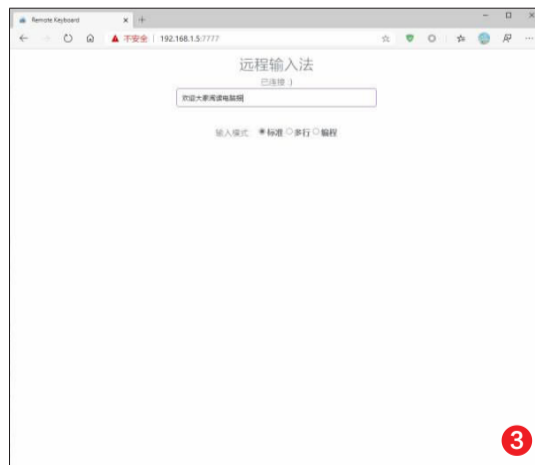 Remote Keyboard
不安全 192.168.1.5:7777
远程输入法
已连接 :)
欢迎大家阅读电脑报
输入模式 标准 多行 编程
3